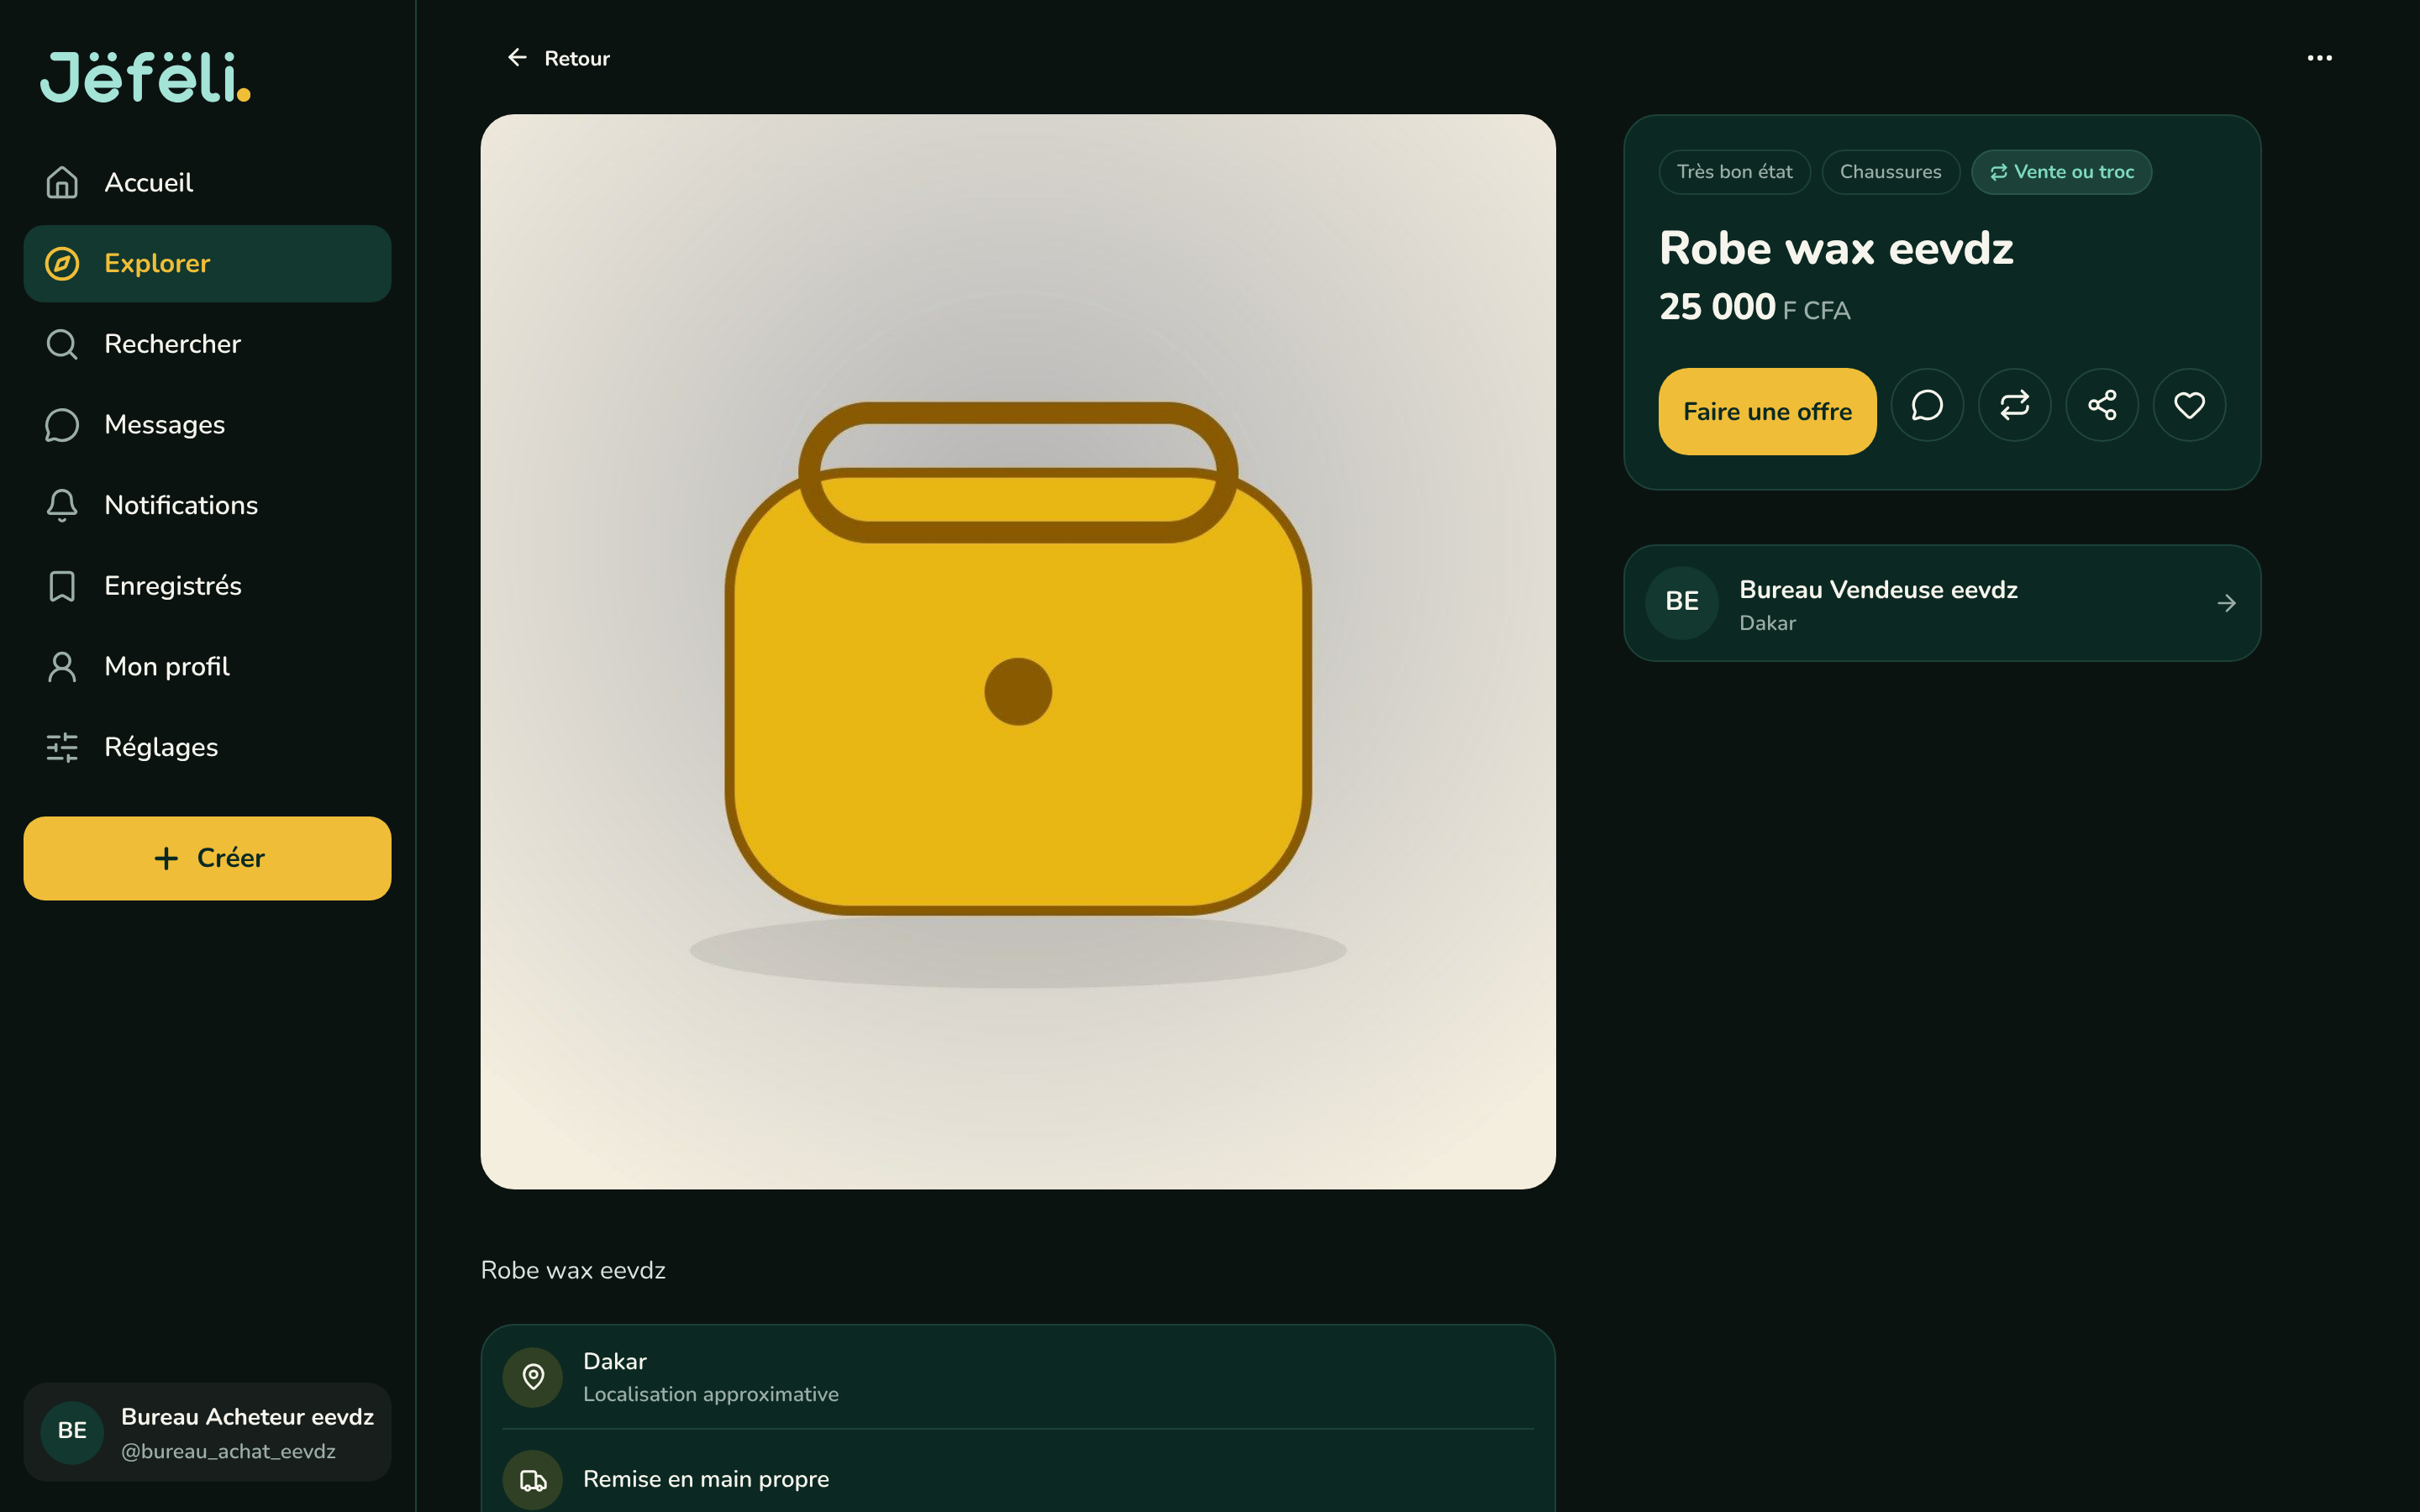 Jëfëli.
Accueil
Explorer
Rechercher
Messages
Notifications
Enregistrés
Mon profil
Réglages
+ Créer
BE
Bureau Acheteur eevdz
@bureau_achat_eevdz
← Retour
Très bon état
Chaussures
Vente ou troc
Robe wax eevdz
25 000 F CFA
Faire une offre
BE
Bureau Vendeuse eevdz
Dakar
Robe wax eevdz
Dakar
Localisation approximative
Remise en main propre